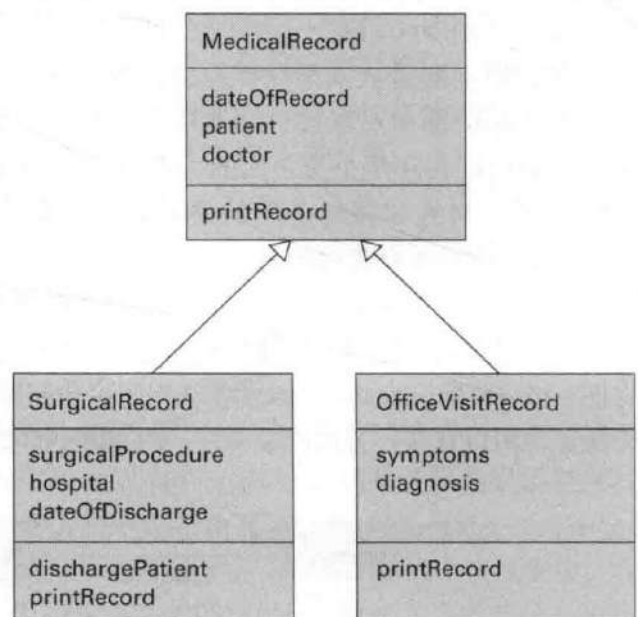 MedicalRecord
dateOfRecord
patient
doctor
printRecord
SurgicalRecord
surgicalProcedure
hospital
dateOfDischarge
dischargePatient
printRecord
OfficeVisitRecord
symptoms
diagnosis
printRecord